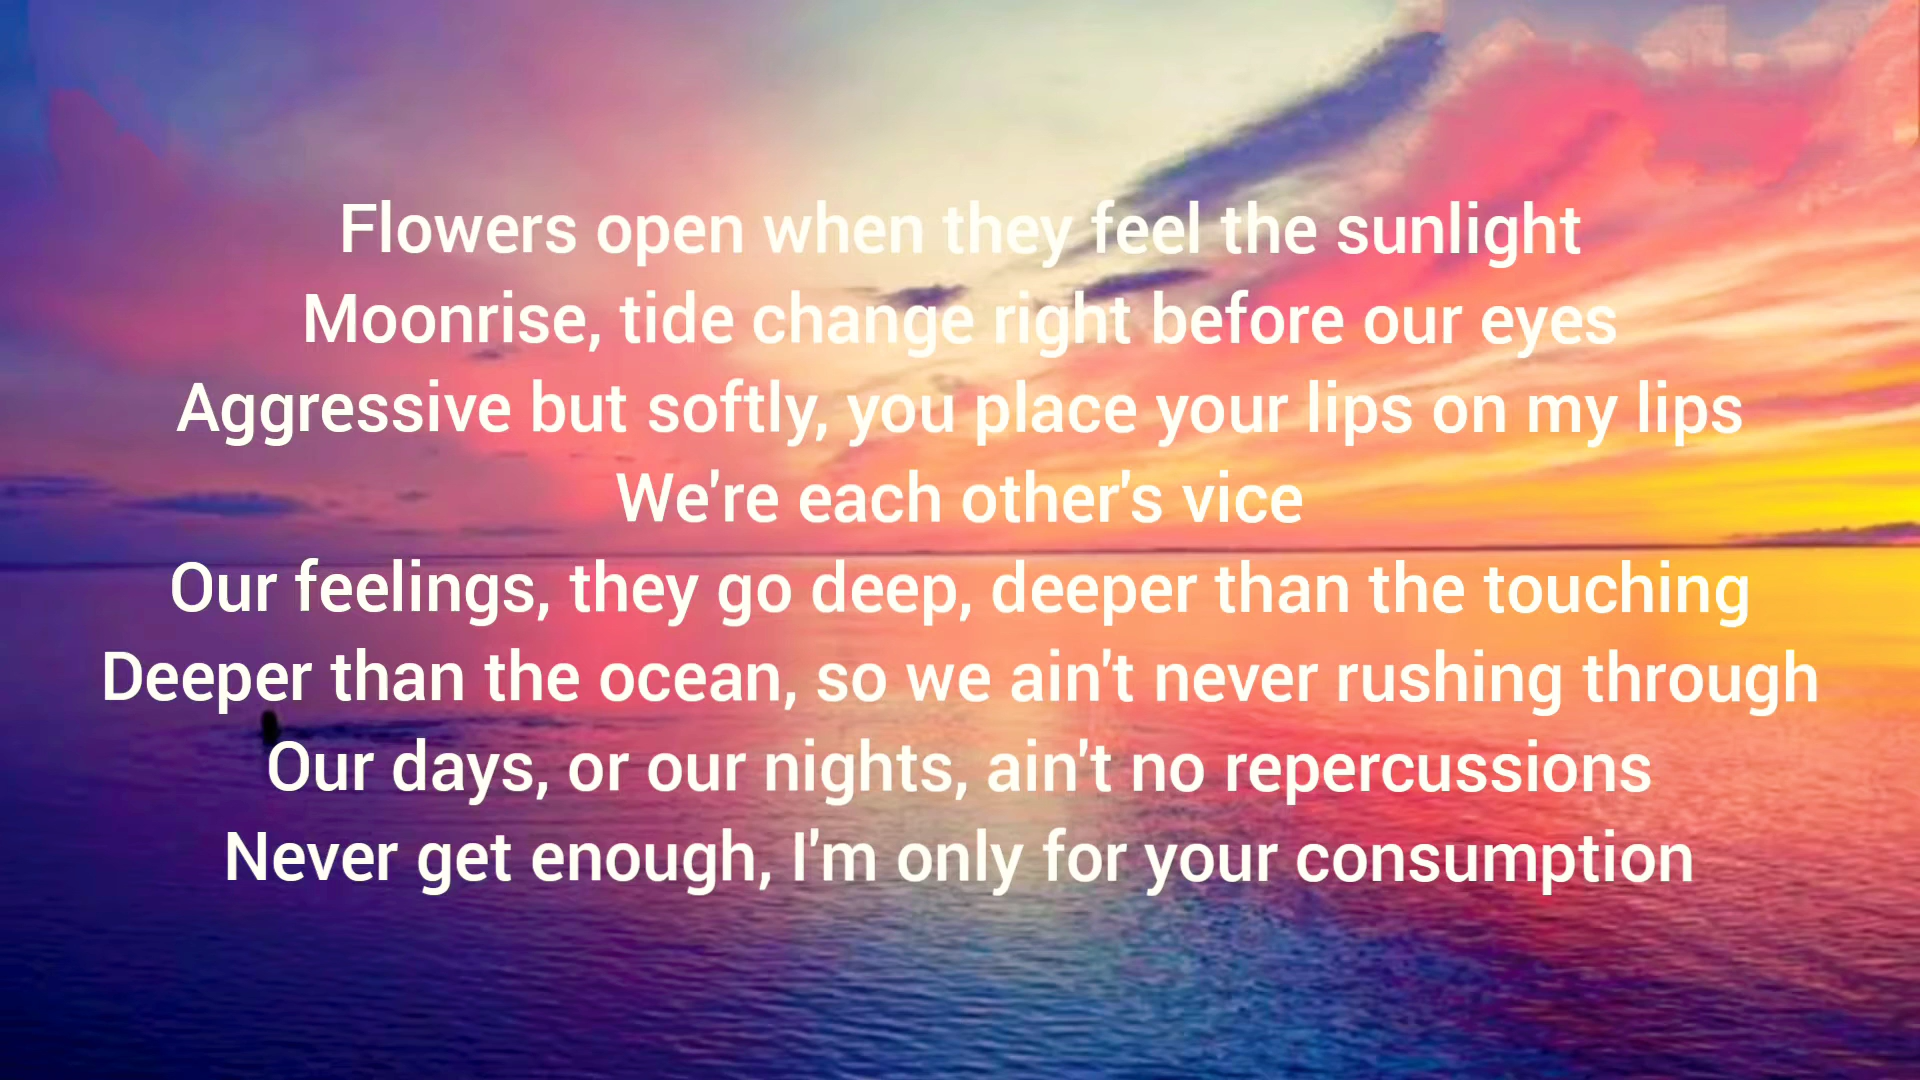 Flowers open when they feel the sunlight
Moonrise, tide change right before our eyes
Aggressive but softly, you place your lips on my lips
We're each other's vice
Our feelings, they go deep, deeper than the touching
Deeper than the ocean, so we ain't never rushing through
Our days, or our nights, ain't no repercussions
Never get enough, I'm only for your consumption